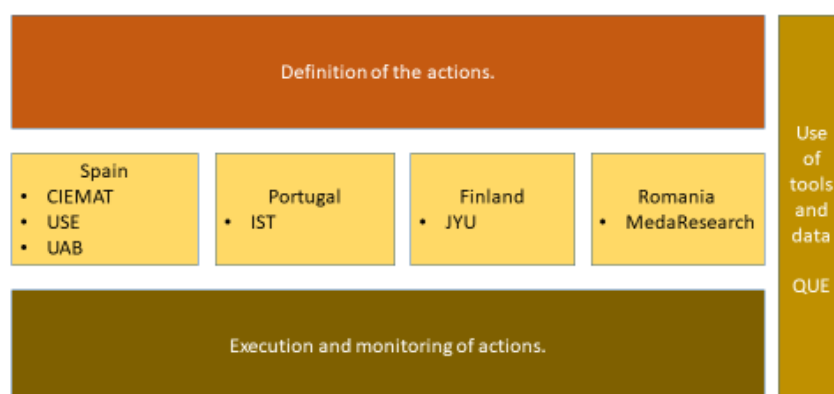 Definition of the actions.
Spain
• CIEMAT
• USE
• UAB
Portugal
• IST
Finland
• JYU
Romania
• MedaResearch
Execution and monitoring of actions.
Use
of
tools
and
data
QUE